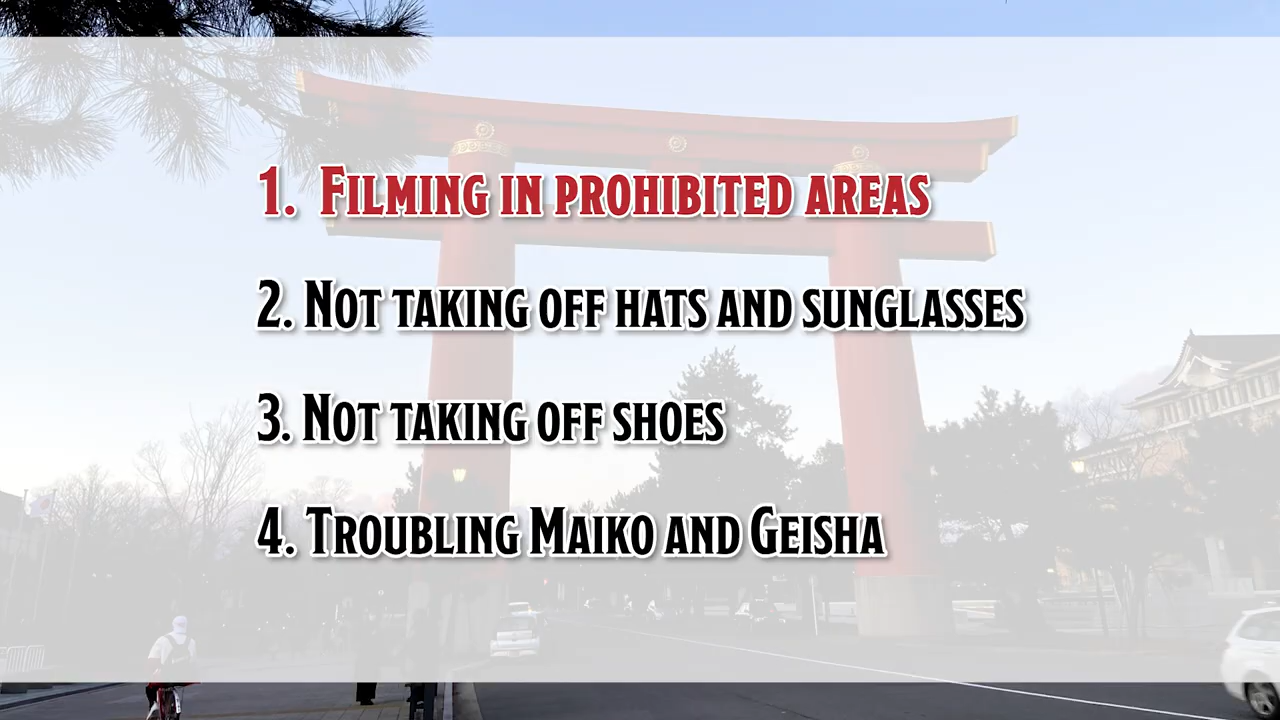 1. Filming in prohibited areas
2. Not taking off hats and sunglasses
3. Not taking off shoes
4. Troubling Maiko and Geisha